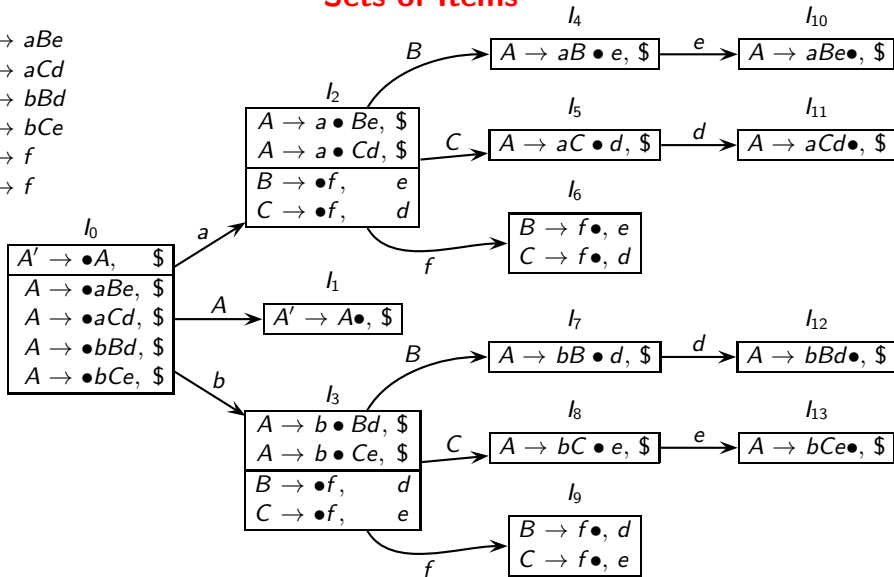 Sets of Items
→ aBe
→ aCd
→ bBd
→ bCe
→ f
→ f
I0
A′ → •A, $
A → •aBe, $
A → •aCd, $
A → •bBd, $
A → •bCe, $
a
A
b
I2
A → a • Be, $
A → a • Cd, $
B → •f, e
C → •f, d
B
C
f
I1
A′ → A•, $
I3
A → b • Bd, $
A → b • Ce, $
B → •f, d
C → •f, e
B
C
f
I4
A → aB • e, $
e
I10
A → aBe•, $
I5
A → aC • d, $
d
I11
A → aCd•, $
I6
B → f•, e
C → f•, d
I7
A → bB • d, $
d
I12
A → bBd•, $
I8
A → bC • e, $
e
I13
A → bCe•, $
I9
B → f•, d
C → f•, e